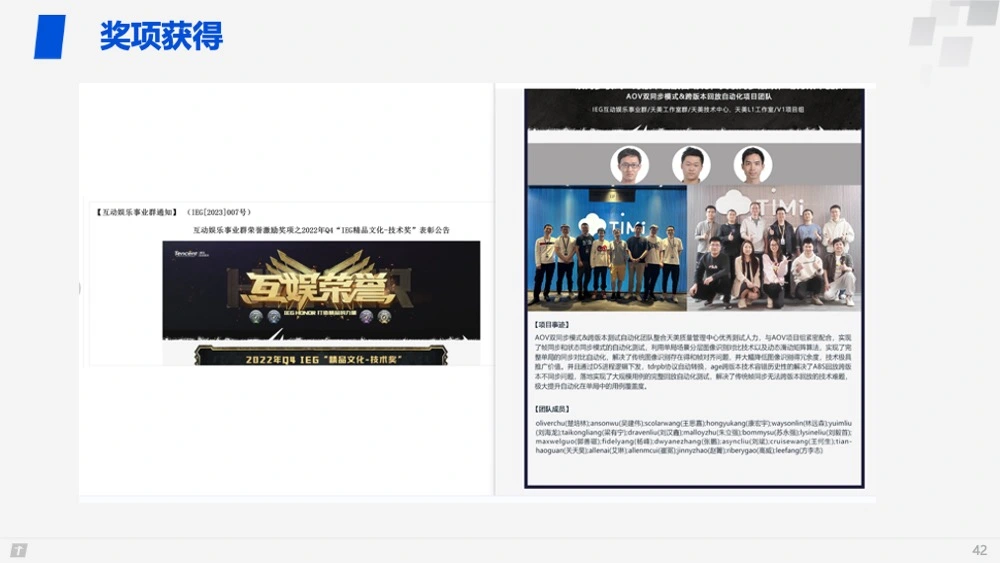 奖项获得
【互动娱乐事业群通知】 （IEG[2023]007号）
互动娱乐事业群荣誉激励奖项之2022年Q4“IEG精品文化-技术奖”表彰公告
Tencent
互娱荣誉
IEG HONOR
2022年Q4 IEG “精品文化-技术奖”
AOV双同步模式&跨版本回放自动化项目团队
IEG互动娱乐事业群/天美工作室群/天美技术中心、天美L1工作室/V1项目组
TiMi
TiMi
【项目事迹】
AOV双同步模式&跨版本测试自动化团队整合天美质量管理中心优秀测试人力，与AOV项目组紧密配合，实现
了帧同步和状态同步模式的自动化测试，利用单局场景分层图像识别对比技术以及动态滑动矩阵算法，实现了完
整单局的同步对比自动化，解决了传统图像识别存在得和帧对齐问题，并大幅降低图像识别得冗余度，技术极具
推广价值。并且通过DS进程逻辑下发，tdrpb协议自动转换，age跨版本技术容错历史性的解决了ABS回放跨版
本不同步问题，落地实现了大规模用例的完整回放自动化测试，解决了传统帧同步无法跨版本回放的技术难题，
极大提升自动化在单局中的用例覆盖度。
【团队成员】
oliverchu(楚培林);ansonwu(吴建伟);scolarwang(王思嘉);hongyukang(康宏宇);waysonlin(林远森);yuimliu
(刘海龙);taikongliang(梁有宁);dravenliu(刘汉鑫);malloyzhu(朱立强);bommysu(苏永强);lysineliu(刘毅首);
maxwelguo(郭善谢);fidelyang(杨峰);dwyanezhang(张鹏);asyncliu(刘斌);cruisewang(王刊生);tian-
haoguan(关天昊);allenai(艾琳);allenmcui(崔冕);jinnyzhao(赵菁);riberygao(高威);leefang(方李志)
42